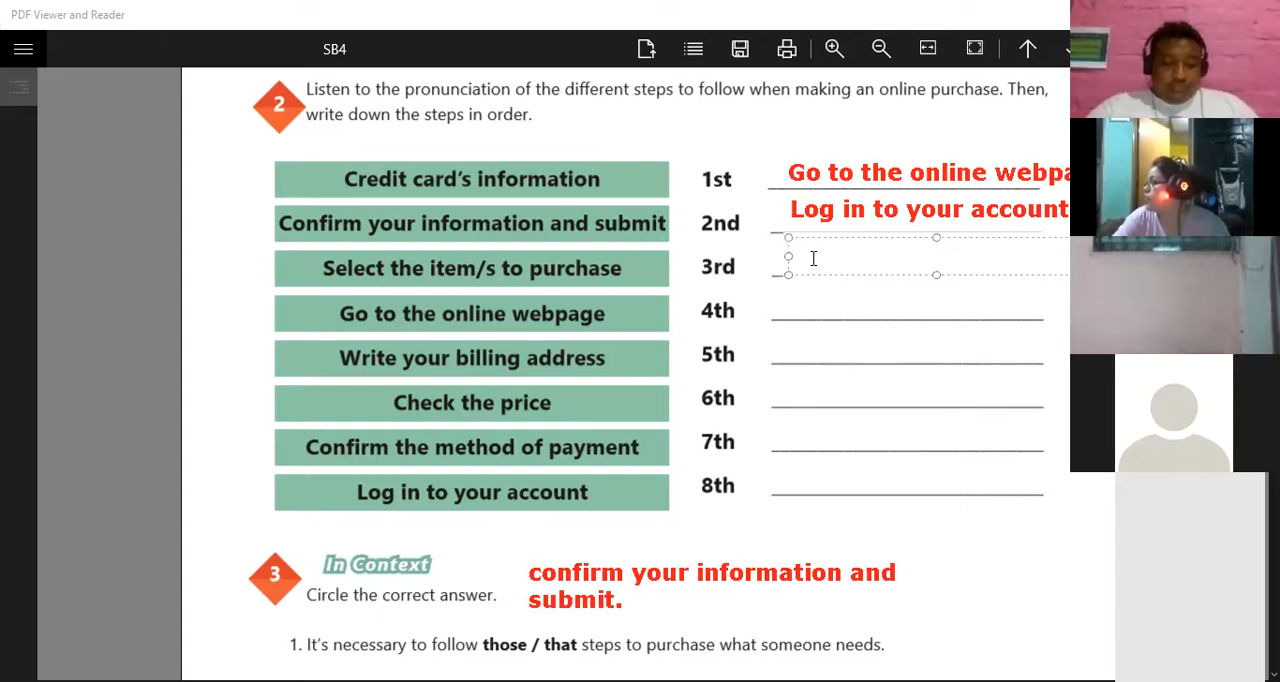 PDF Viewer and Reader
SB4
2
Listen to the pronunciation of the different steps to follow when making an online purchase. Then,
write down the steps in order.
Credit card's information
1st
Go to the online webpa
Confirm your information and submit
2nd
Log in to your account
Select the item/s to purchase
3rd
Go to the online webpage
4th
Write your billing address
5th
Check the price
6th
Confirm the method of payment
7th
Log in to your account
8th
3
In Context
Circle the correct answer.
confirm your information and
submit.
1. It's necessary to follow those / that steps to purchase what someone needs.